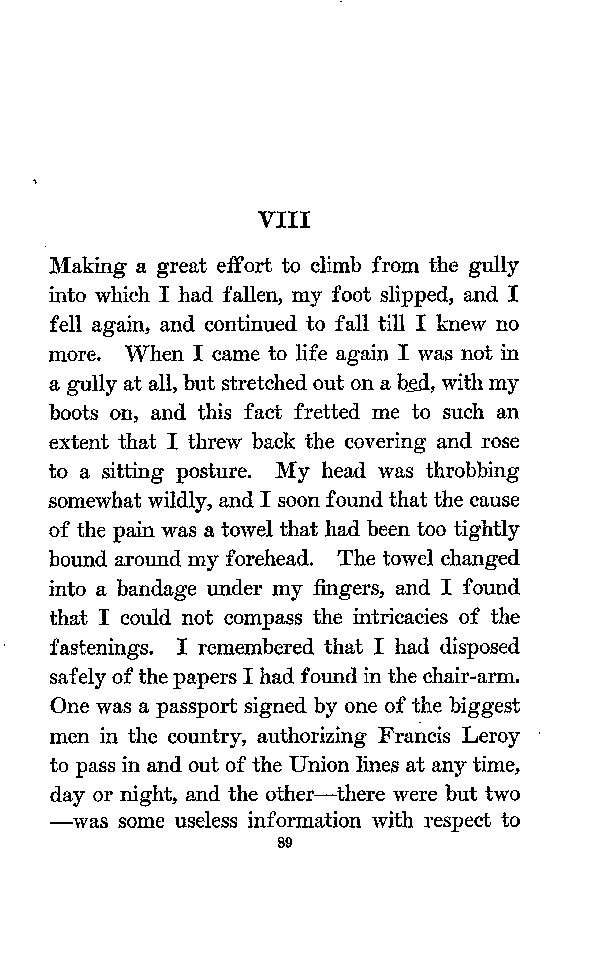 VIII
Making a great effort to climb from the gully
into which I had fallen, my foot slipped, and I
fell again, and continued to fall till I knew no
more. When I came to life again I was not in
a gully at all, but stretched out on a bed, with my
boots on, and this fact fretted me to such an
extent that I threw back the covering and rose
to a sitting posture. My head was throbbing
somewhat wildly, and I soon found that the cause
of the pain was a towel that had been too tightly
bound around my forehead. The towel changed
into a bandage under my fingers, and I found
that I could not compass the intricacies of the
fastenings. I remembered that I had disposed
safely of the papers I had found in the chair-arm.
One was a passport signed by one of the biggest
men in the country, authorizing Francis Leroy
to pass in and out of the Union lines at any time,
day or night, and the other—there were but two
—was some useless information with respect to
89